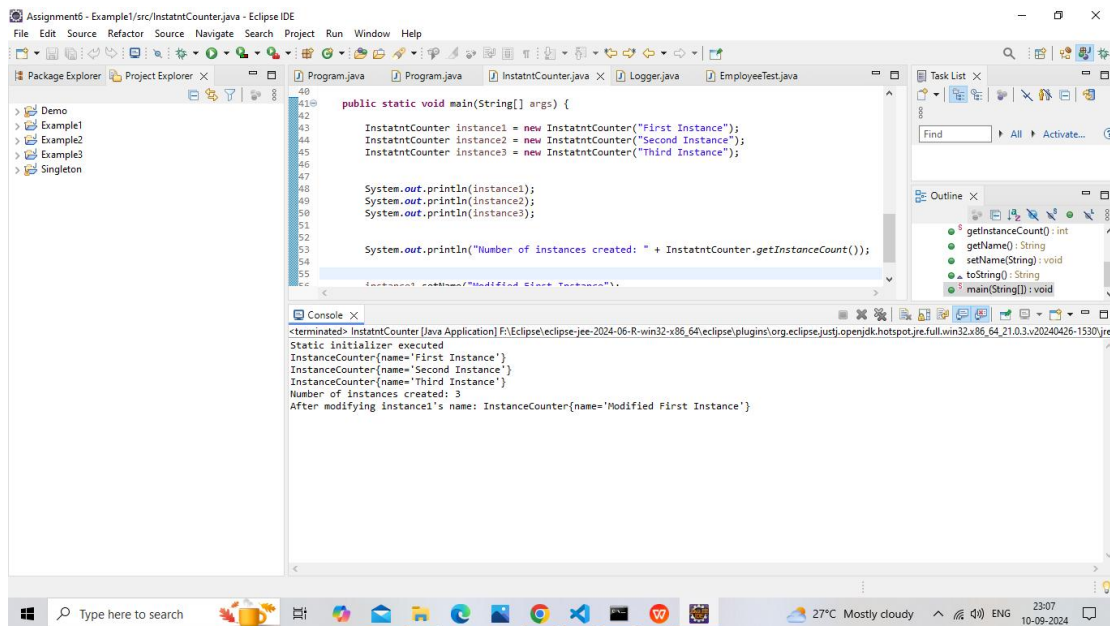 Assignment6 - Example1/src/InstatntCounter.java - Eclipse IDE
File Edit Source Refactor Source Navigate Search Project Run Window Help
Package Explorer Project Explorer
Demo
Example1
Example2
Example3
Singleton
Program.java Program.java InstatntCounter.java Logger.java EmployeeTest.java
40
41 public static void main(String[] args) {
42
43 InstatntCounter instance1 = new InstatntCounter("First Instance");
44 InstatntCounter instance2 = new InstatntCounter("Second Instance");
45 InstatntCounter instance3 = new InstatntCounter("Third Instance");
46
47
48 System.out.println(instance1);
49 System.out.println(instance2);
50 System.out.println(instance3);
51
52
53 System.out.println("Number of instances created: " + InstatntCounter.getInstanceCount());
54
55
56 instance1.setName("Modified First Instance");
Task List
Find All Activate...
Outline
S getInstanceCount() : int
getName() : String
setName(String) : void
toString() : String
S main(String[]) : void
Console
<terminated> InstatntCounter [Java Application] F:\Eclipse\eclipse-jee-2024-06-R-win32-x86_64\eclipse\plugins\org.eclipse.justj.openjdk.hotspot.jre.full.win32.x86_64_21.0.3.v20240426-1530\jre
Static initializer executed
InstanceCounter{name='First Instance'}
InstanceCounter{name='Second Instance'}
InstanceCounter{name='Third Instance'}
Number of instances created: 3
After modifying instance1's name: InstanceCounter{name='Modified First Instance'}
Type here to search
27°C Mostly cloudy
ENG
23:07
10-09-2024